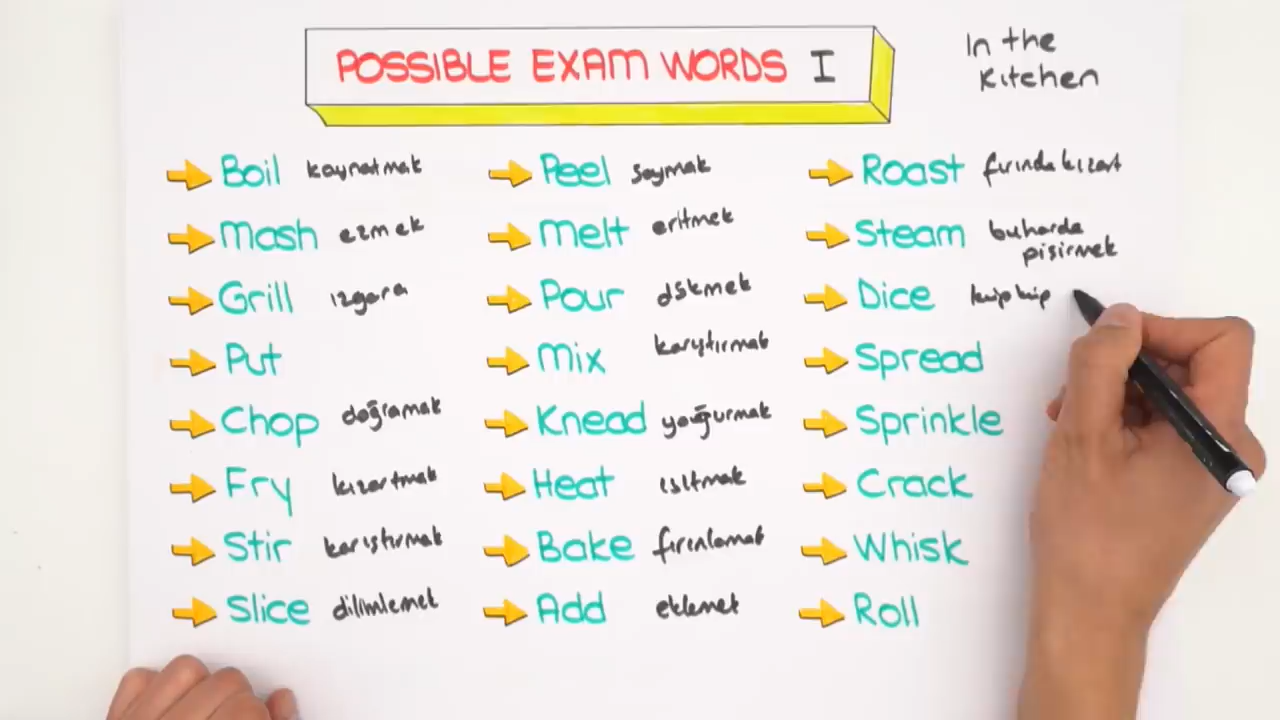 POSSIBLE EXAM WORDS I
In the
Kitchen
Boil kaynatmak
Mash ezmek
Grill ızgara
Put
Chop doğramak
Fry kızartmak
Stir karıştırmak
Slice dilimlemek
Peel soymak
Melt eritmek
Pour dökmek
Mix karıştırmak
Knead yoğurmak
Heat ısıtmak
Bake fırınlamak
Add eklemek
Roast fırında kızart
Steam buharda
pişirmek
Dice küp küp
Spread
Sprinkle
Crack
Whisk
Roll